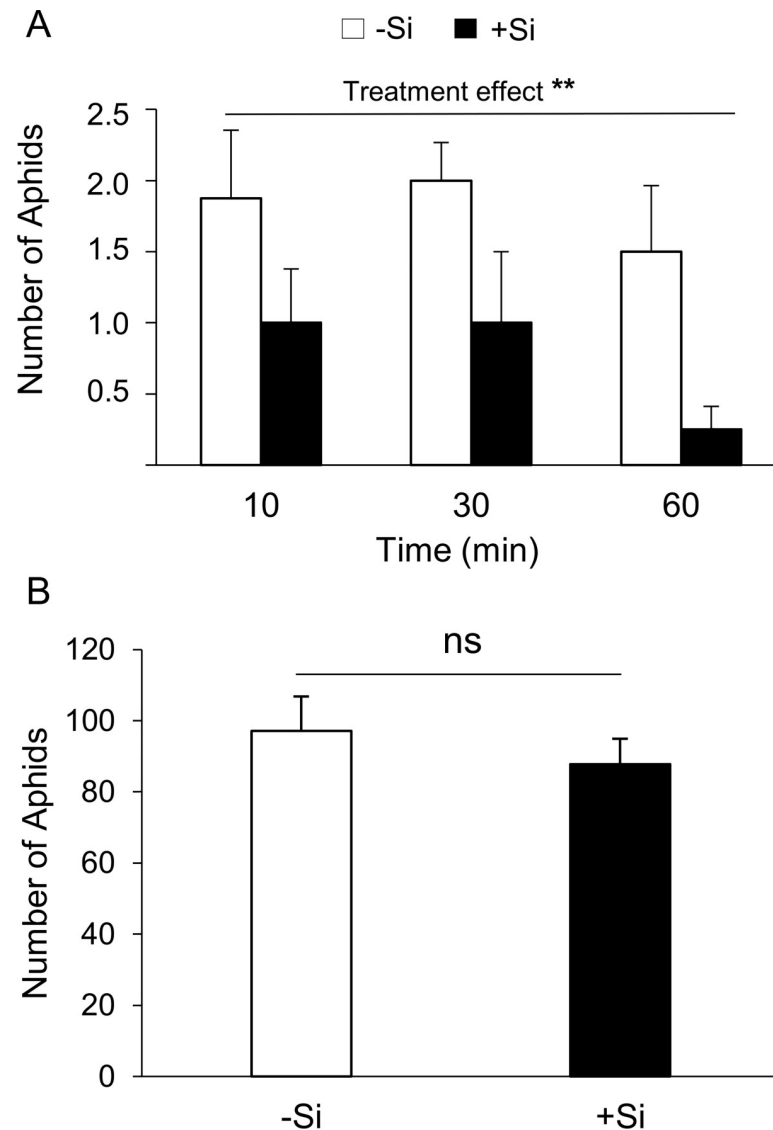 A
-Si +Si
Treatment effect **
2.5
2.0
1.5
1.0
0.5
Number of Aphids
10 30 60
Time (min)
B
ns
120
100
80
60
40
20
0
Number of Aphids
-Si +Si